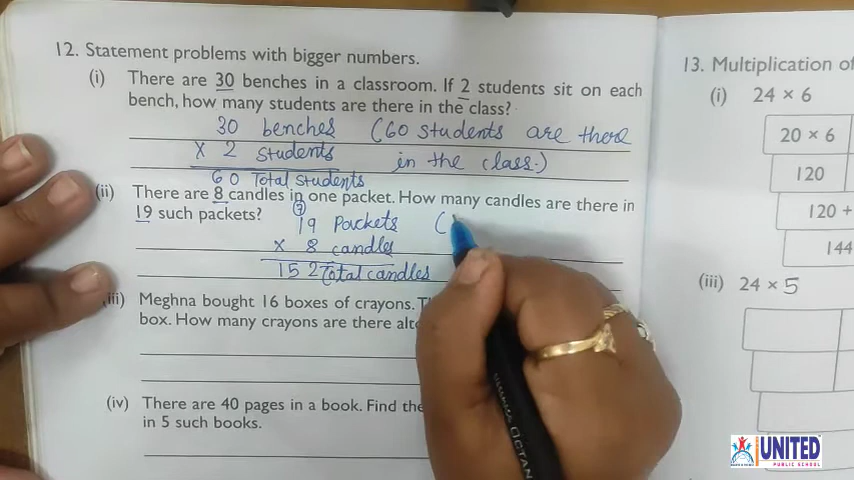 12. Statement problems with bigger numbers.
(i) There are 30 benches in a classroom. If 2 students sit on each
bench, how many students are there in the class?
30 benches (60 students are there
x 2 students in the class.)
60 Total students
(ii) There are 8 candles in one packet. How many candles are there in
19 such packets?
7
19 Packets (
x 8 candles
152 Total candles
(iii) Meghna bought 16 boxes of crayons.
box. How many crayons are there
(iv) There are 40 pages in a book. Find the
in 5 such books.
13. Multiplication of
(i) 24 × 6
20 × 6
120
120 +
144
(iii) 24 × 5
UNITED
PUBLIC SCHOOL